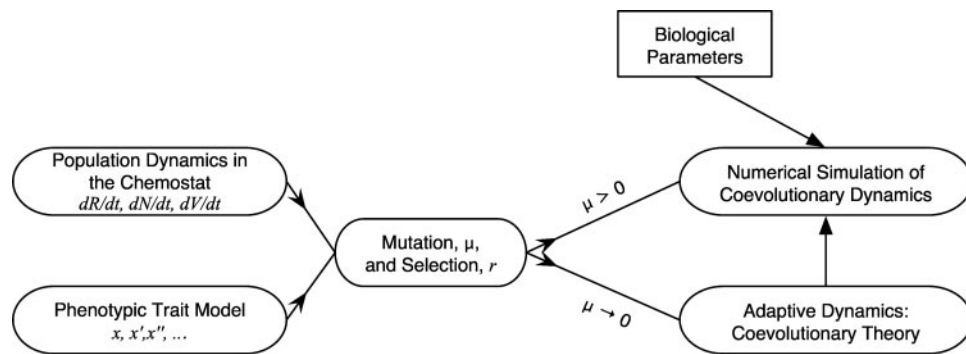 Biological
Parameters
Population Dynamics in
the Chemostat
dR/dt, dN/dt, dV/dt
Numerical Simulation of
Coevolutionary Dynamics
μ > 0
Mutation, μ,
and Selection, r
Phenotypic Trait Model
x, x',x'', ...
μ → 0
Adaptive Dynamics:
Coevolutionary Theory